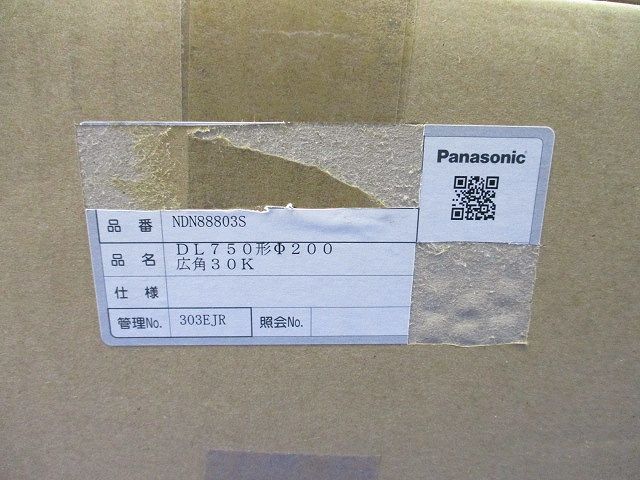 Panasonic
品番 NDN88803S
品名 DL750形Φ200
広角30K
仕様
管理No. 303EJR 照会No.